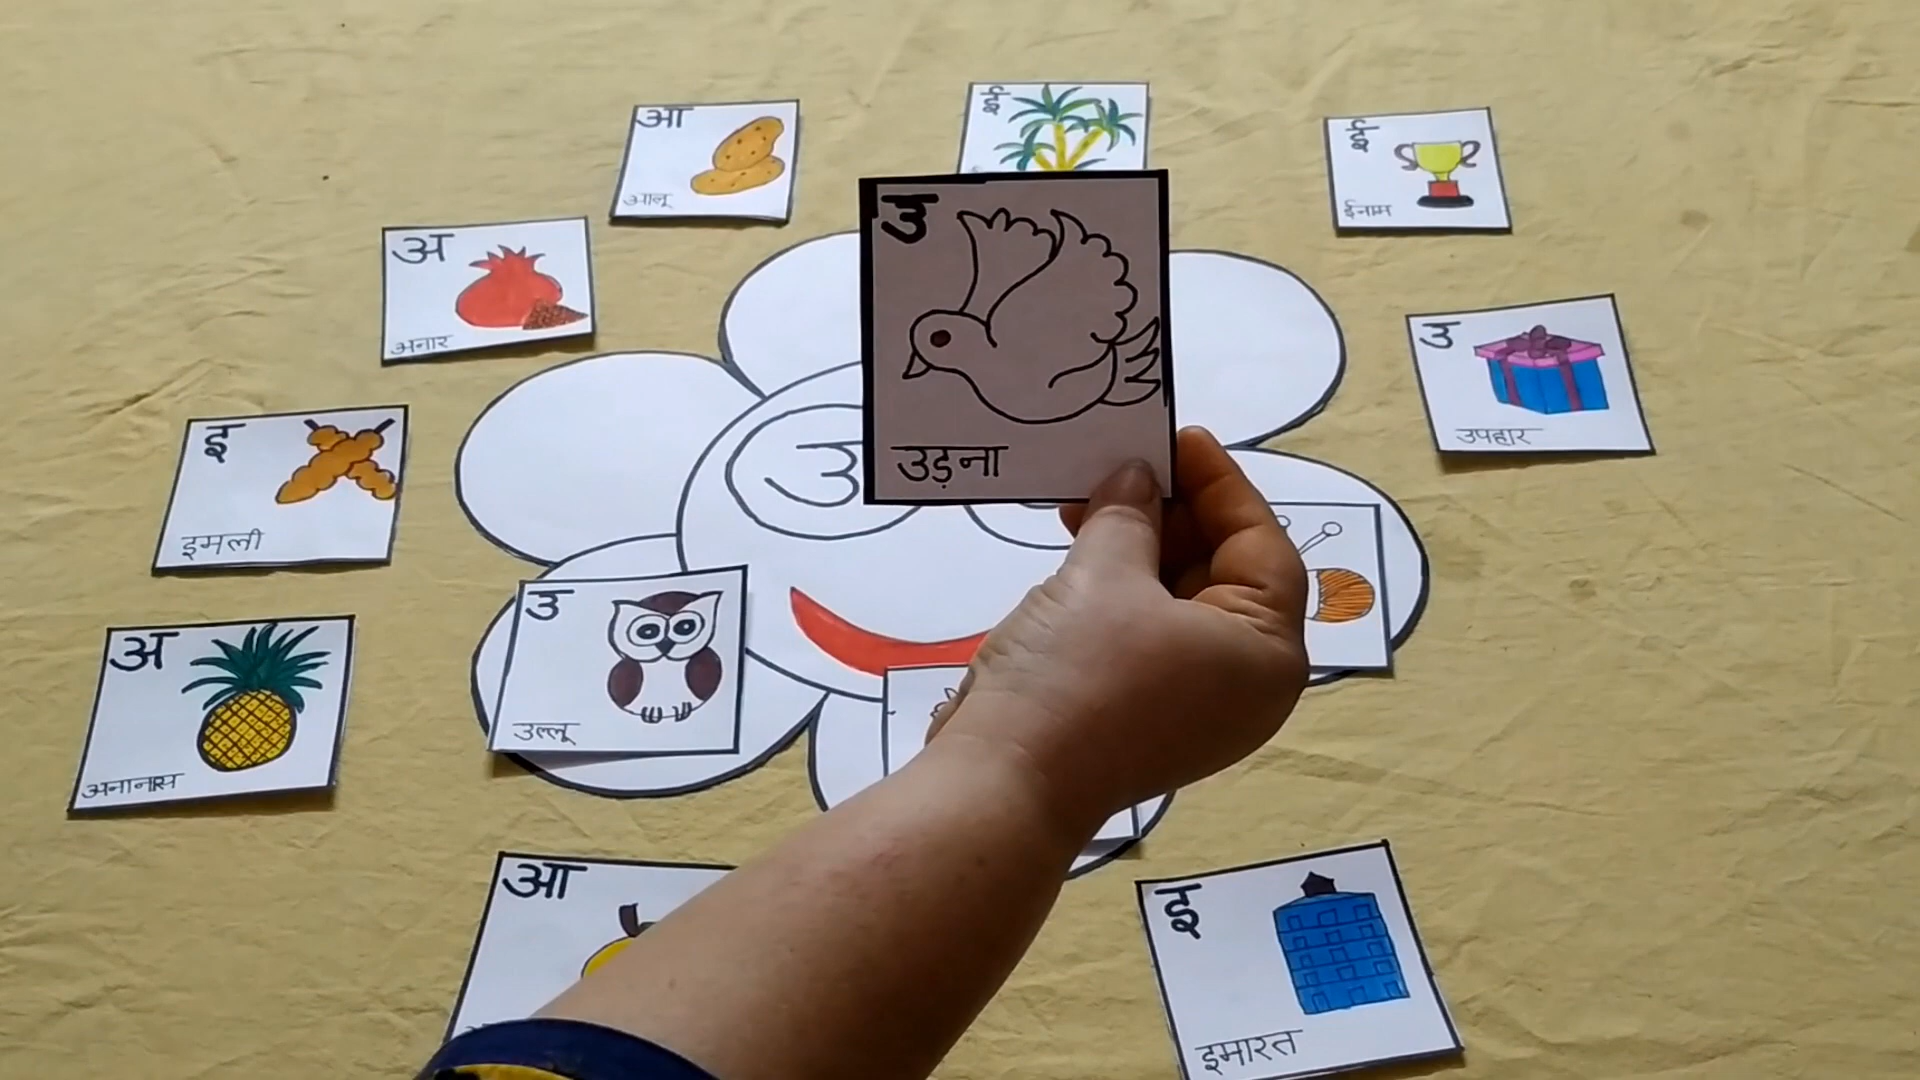 आ
आलू
ई
ई
ईनाम
अ
अनार
उ
उड़ना
उ
उपहार
उ
इ
इमली
उ
उल्लू
अ
अनानास
आ
इ
इमारत